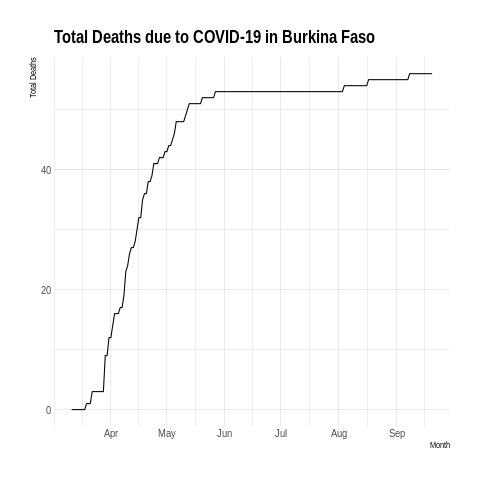 Total Deaths due to COVID-19 in Burkina Faso
Total Deaths
40
20
0
Apr May Jun Jul Aug Sep
Month